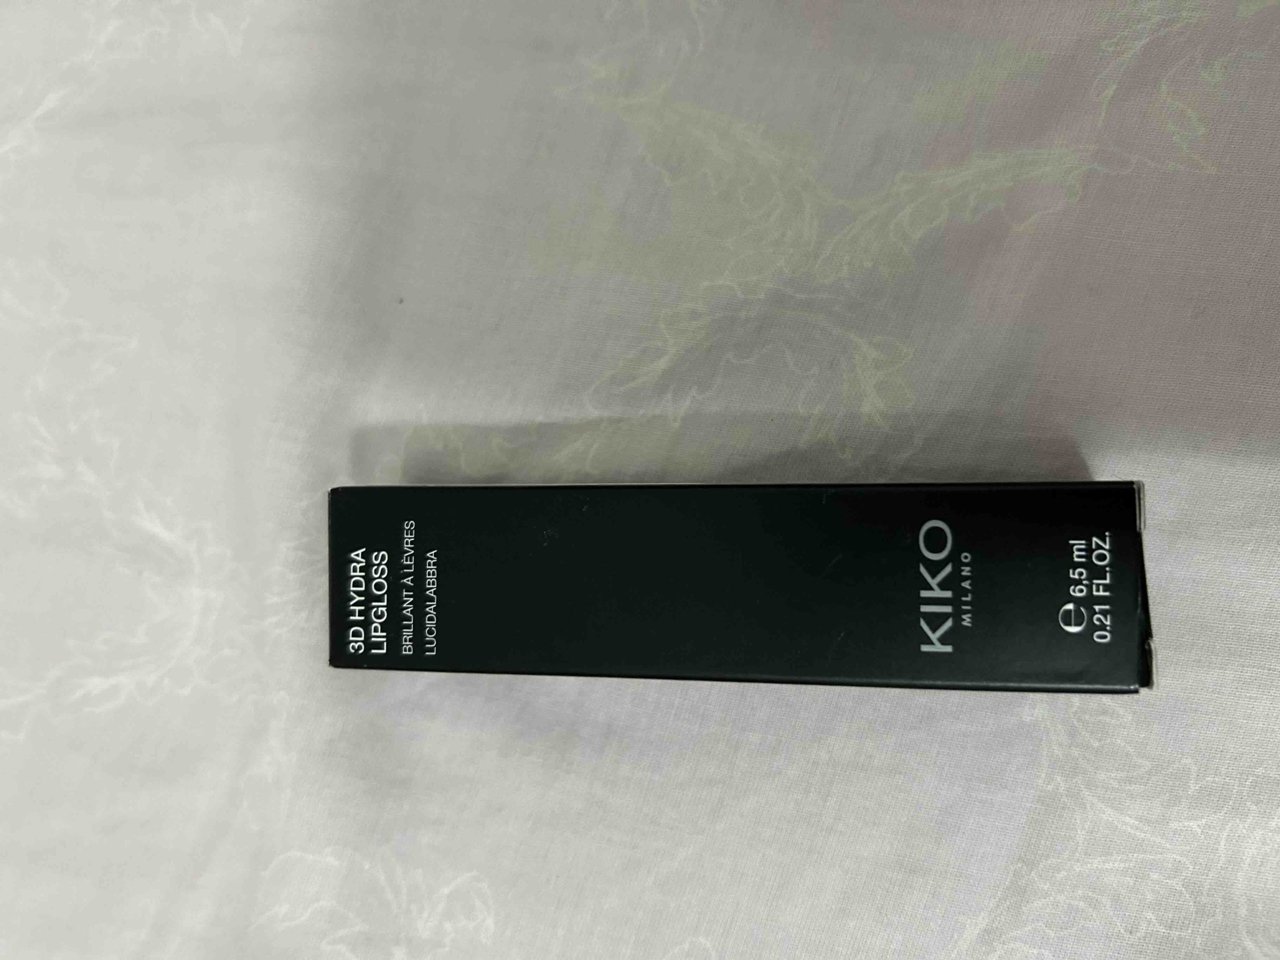 3D HYDRA
LIPGLOSS
BRILLANT À LÈVRES
LUCIDALABBRA
KIKO
MILANO
e 6,5 ml
0.21 FL.OZ.